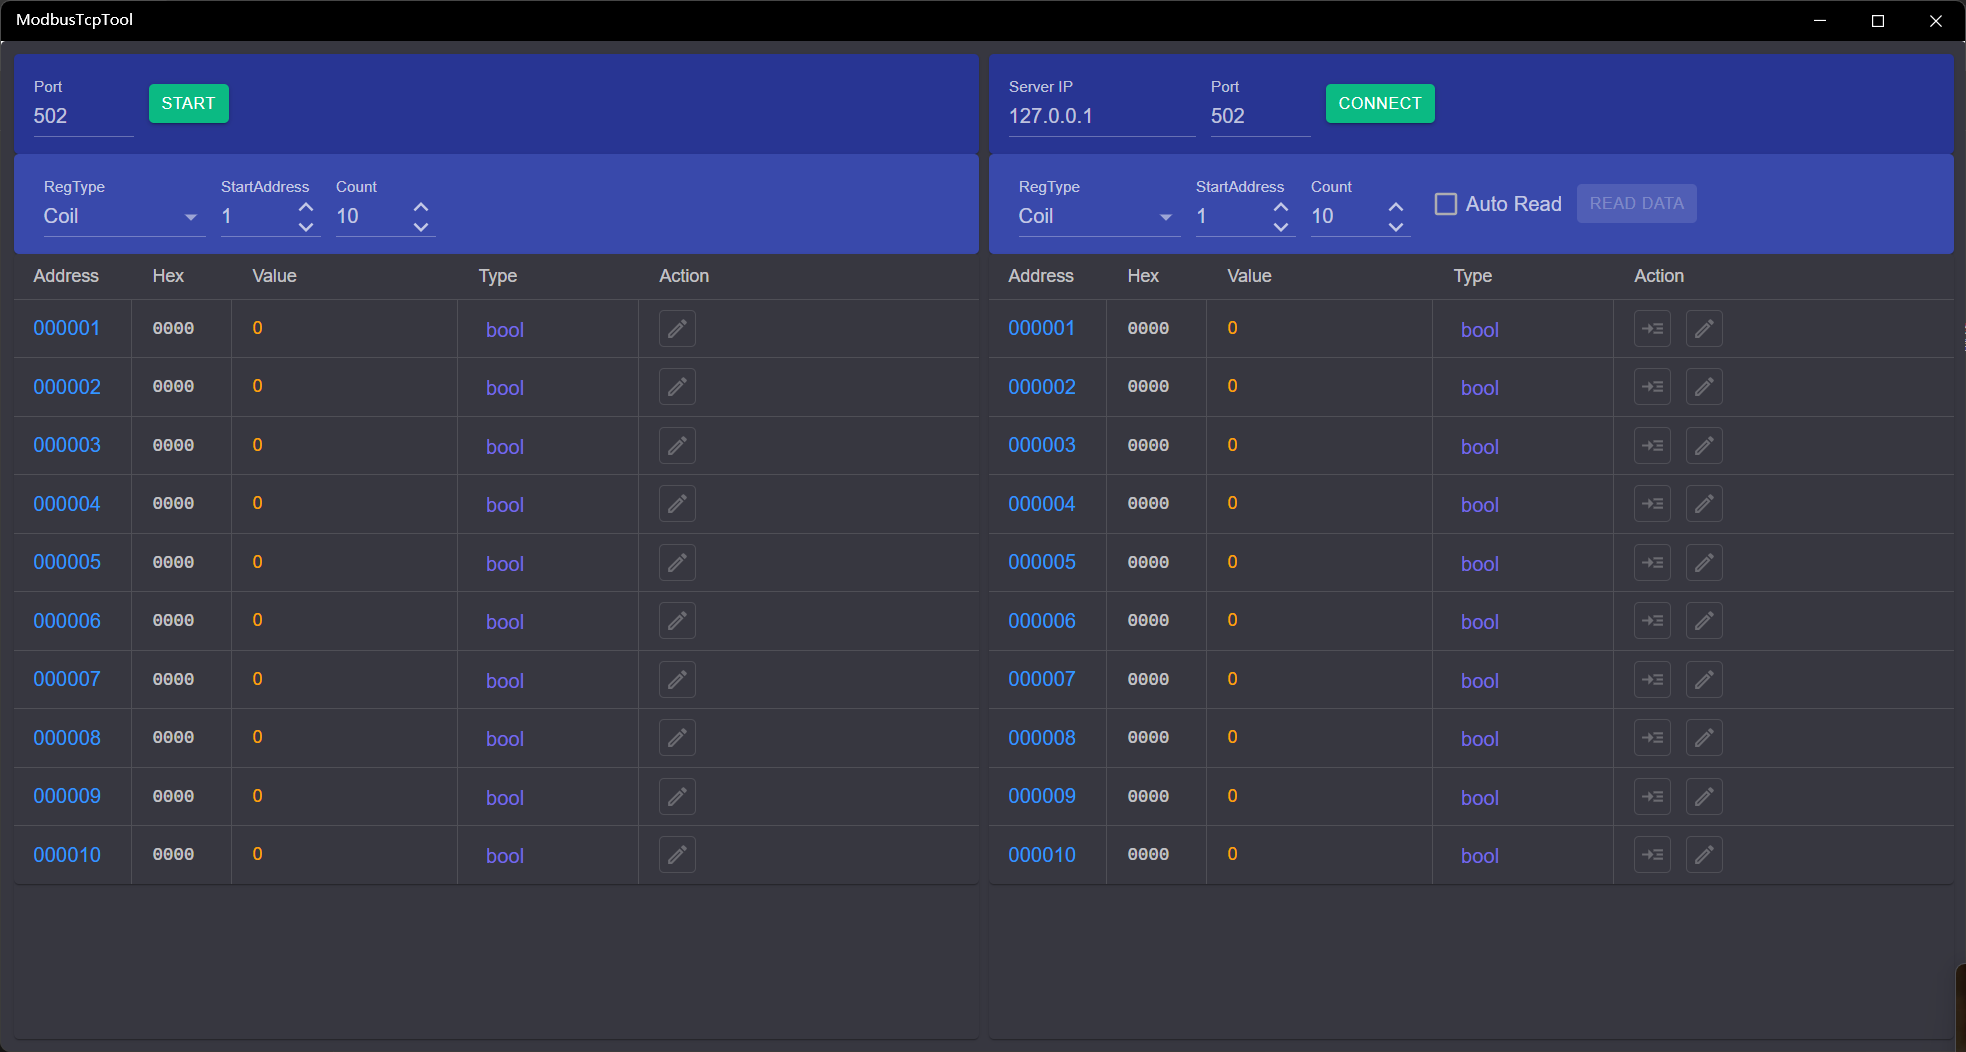 ModbusTcpTool
Port
502
START
RegType StartAddress Count
Coil 1 10
Address Hex Value Type Action
000001 0000 0 bool
000002 0000 0 bool
000003 0000 0 bool
000004 0000 0 bool
000005 0000 0 bool
000006 0000 0 bool
000007 0000 0 bool
000008 0000 0 bool
000009 0000 0 bool
000010 0000 0 bool
Server IP Port
127.0.0.1 502
CONNECT
RegType StartAddress Count
Coil 1 10
Auto Read READ DATA
Address Hex Value Type Action
000001 0000 0 bool
000002 0000 0 bool
000003 0000 0 bool
000004 0000 0 bool
000005 0000 0 bool
000006 0000 0 bool
000007 0000 0 bool
000008 0000 0 bool
000009 0000 0 bool
000010 0000 0 bool